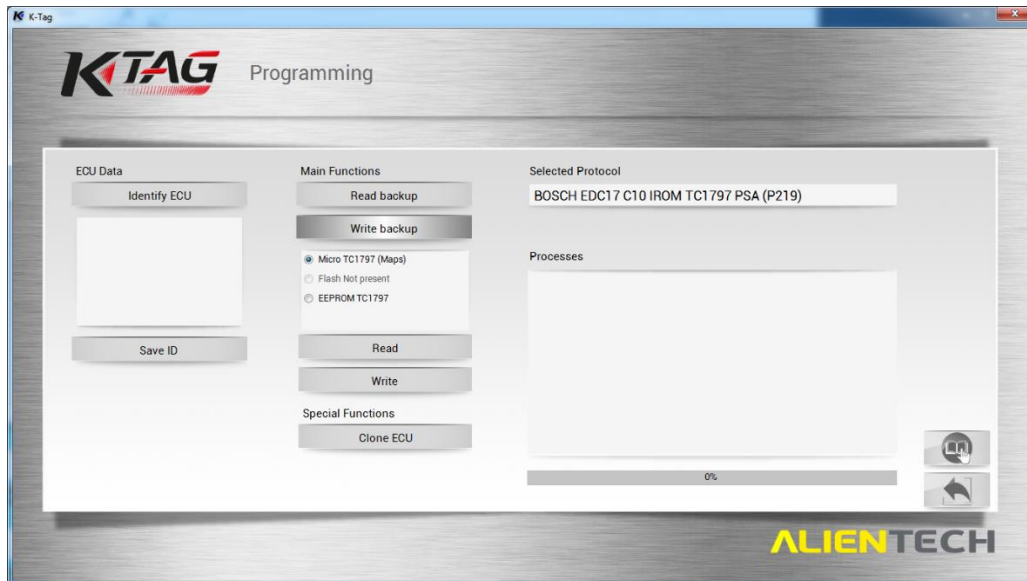 K-Tag
KTAG
Programming
ECU Data
Identify ECU
Save ID
Main Functions
Read backup
Write backup
Micro TC1797 (Maps)
Flash Not present
EEPROM TC1797
Read
Write
Special Functions
Clone ECU
Selected Protocol
BOSCH EDC17 C10 IROM TC1797 PSA (P219)
Processes
0%
ALIENTECH